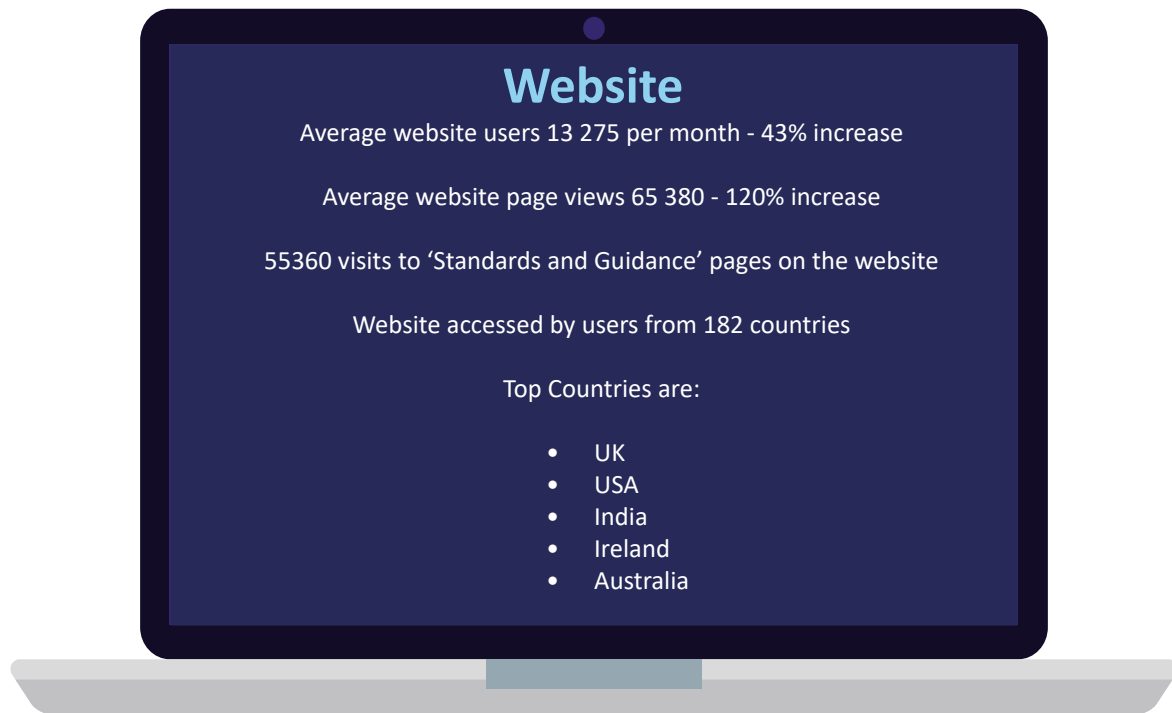 Website
Average website users 13 275 per month - 43% increase
Average website page views 65 380 - 120% increase
55360 visits to ‘Standards and Guidance’ pages on the website
Website accessed by users from 182 countries
Top Countries are:
• UK
• USA
• India
• Ireland
• Australia